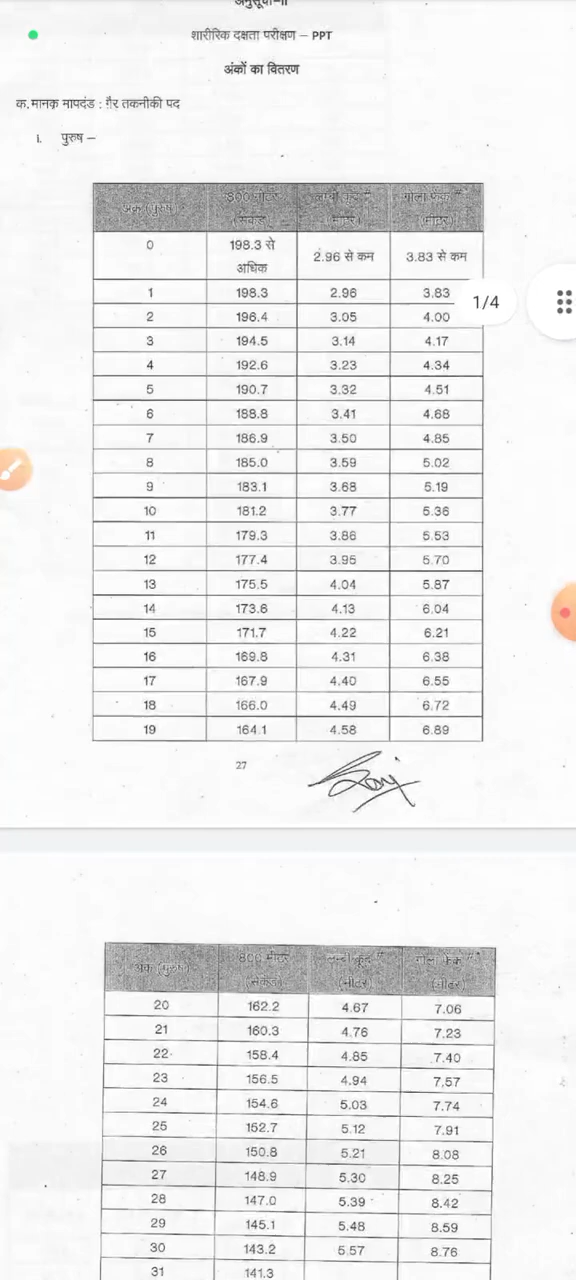 अनुसूची–II
शारीरिक दक्षता परीक्षण – PPT
अंकों का वितरण
क. मानक नापदंड : गैर तकनीकी पद
i. पुरुष –
अंक (पुरुष) 800 मीटर (सेकंड) लम्बी कूद (मीटर) गोला फेंक (मीटर)
0 198.3 से अधिक 2.96 से कम 3.83 से कम
1 198.3 2.96 3.83
1/4
2 196.4 3.05 4.00
3 194.5 3.14 4.17
4 192.6 3.23 4.34
5 190.7 3.32 4.51
6 188.8 3.41 4.68
7 186.9 3.50 4.85
8 185.0 3.59 5.02
9 183.1 3.68 5.19
10 181.2 3.77 5.36
11 179.3 3.86 5.53
12 177.4 3.95 5.70
13 175.5 4.04 5.87
14 173.6 4.13 6.04
15 171.7 4.22 6.21
16 169.8 4.31 6.38
17 167.9 4.40 6.55
18 166.0 4.49 6.72
19 164.1 4.58 6.89
27
अंक (पुरुष) 800 मीटर (सेकंड) लम्बी कूद (मीटर) गोला फेंक (मीटर)
20 162.2 4.67 7.06
21 160.3 4.76 7.23
22 158.4 4.85 7.40
23 156.5 4.94 7.57
24 154.6 5.03 7.74
25 152.7 5.12 7.91
26 150.8 5.21 8.08
27 148.9 5.30 8.25
28 147.0 5.39 8.42
29 145.1 5.48 8.59
30 143.2 5.57 8.76
31 141.3